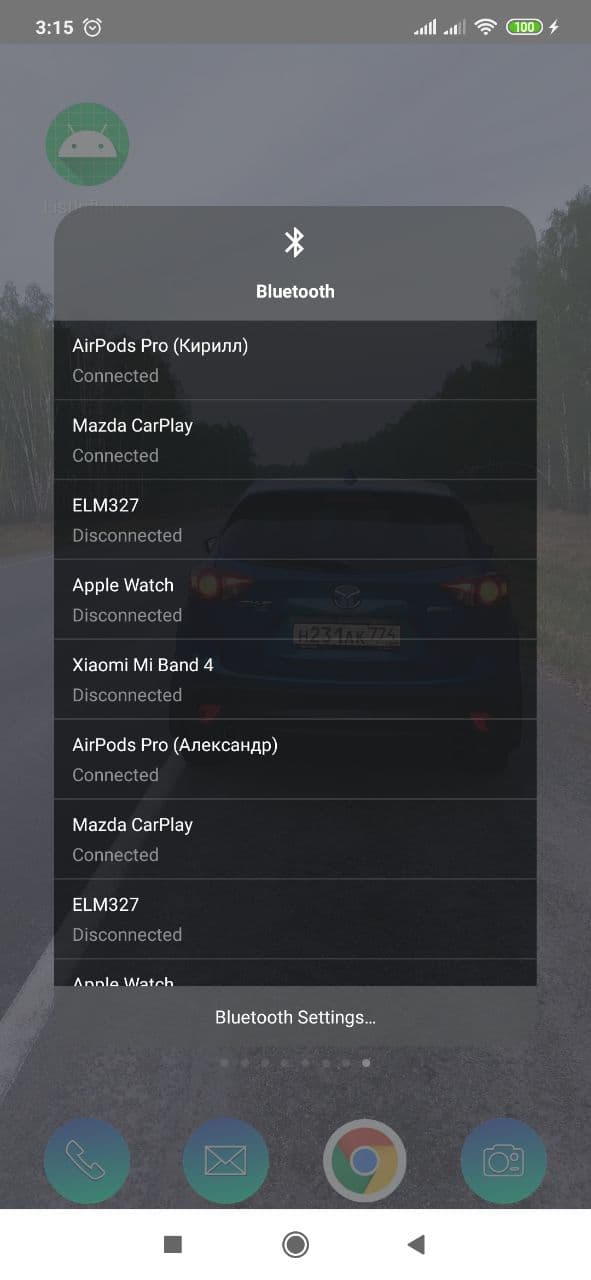 3:15
100
Bluetooth
AirPods Pro (Кирилл)
Connected
Mazda CarPlay
Connected
ELM327
Disconnected
Apple Watch
Disconnected
Xiaomi Mi Band 4
Disconnected
AirPods Pro (Александр)
Connected
Mazda CarPlay
Connected
ELM327
Disconnected
Apple Watch
Bluetooth Settings...